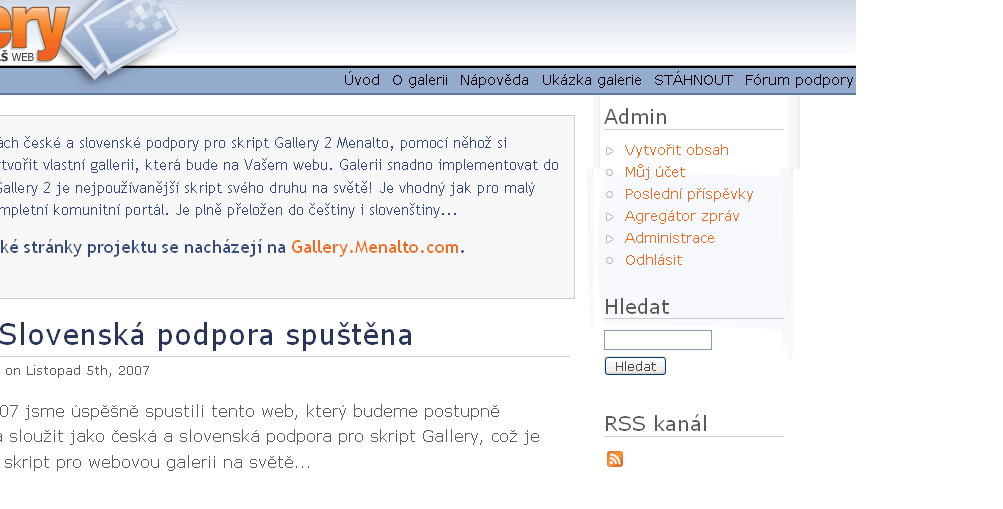 ery
Š WEB
Úvod O galerii Nápověda Ukázka galerie STÁHNOUT Fórum podpory
ách české a slovenské podpory pro skript Gallery 2 Menalto, pomocí něhož si
tvořit vlastní gallerii, která bude na Vašem webu. Galerii snadno implementovat do
Gallery 2 je nejpoužívanější skript svého druhu na světě! Je vhodný jak pro malý
mpletní komunitní portál. Je plně přeložen do češtiny i slovenštiny...
ké stránky projektu se nacházejí na Gallery.Menalto.com.
Slovenská podpora spuštěna
on Listopad 5th, 2007
07 jsme úspěšně spustili tento web, který budeme postupně
a sloužit jako česká a slovenská podpora pro skript Gallery, což je
skript pro webovou galerii na světě...
Admin
Vytvořit obsah
Můj účet
Poslední příspěvky
Agregátor zpráv
Administrace
Odhlásit
Hledat
Hledat
RSS kanál